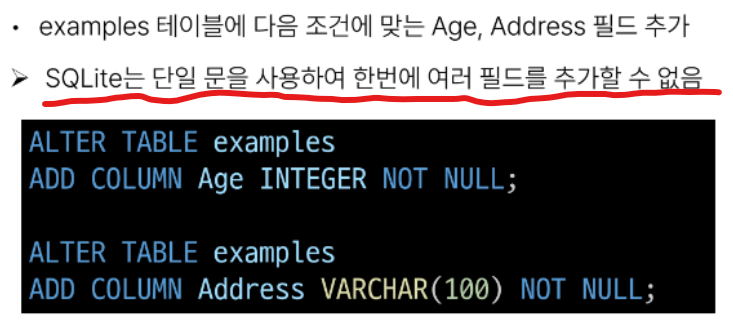 • examples 테이블에 다음 조건에 맞는 Age, Address 필드 추가
➢ SQLite는 단일 문을 사용하여 한번에 여러 필드를 추가할 수 없음
ALTER TABLE examples
ADD COLUMN Age INTEGER NOT NULL;
ALTER TABLE examples
ADD COLUMN Address VARCHAR(100) NOT NULL;